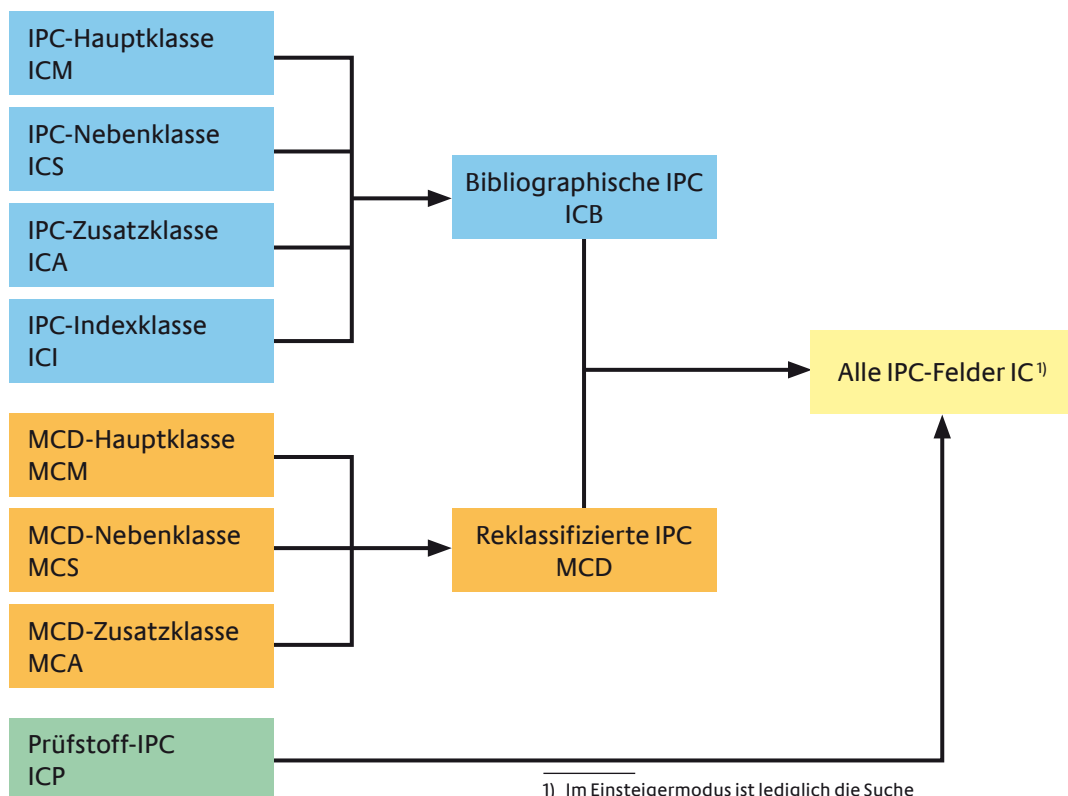 IPC-Hauptklasse
ICM
IPC-Nebenklasse
ICS
IPC-Zusatzklasse
ICA
IPC-Indexklasse
ICI
Bibliographische IPC
ICB
Alle IPC-Felder IC 1)
MCD-Hauptklasse
MCM
MCD-Nebenklasse
MCS
MCD-Zusatzklasse
MCA
Reklassifizierte IPC
MCD
Prüfstoff-IPC
ICP
1) Im Einsteigermodus ist lediglich die Suche